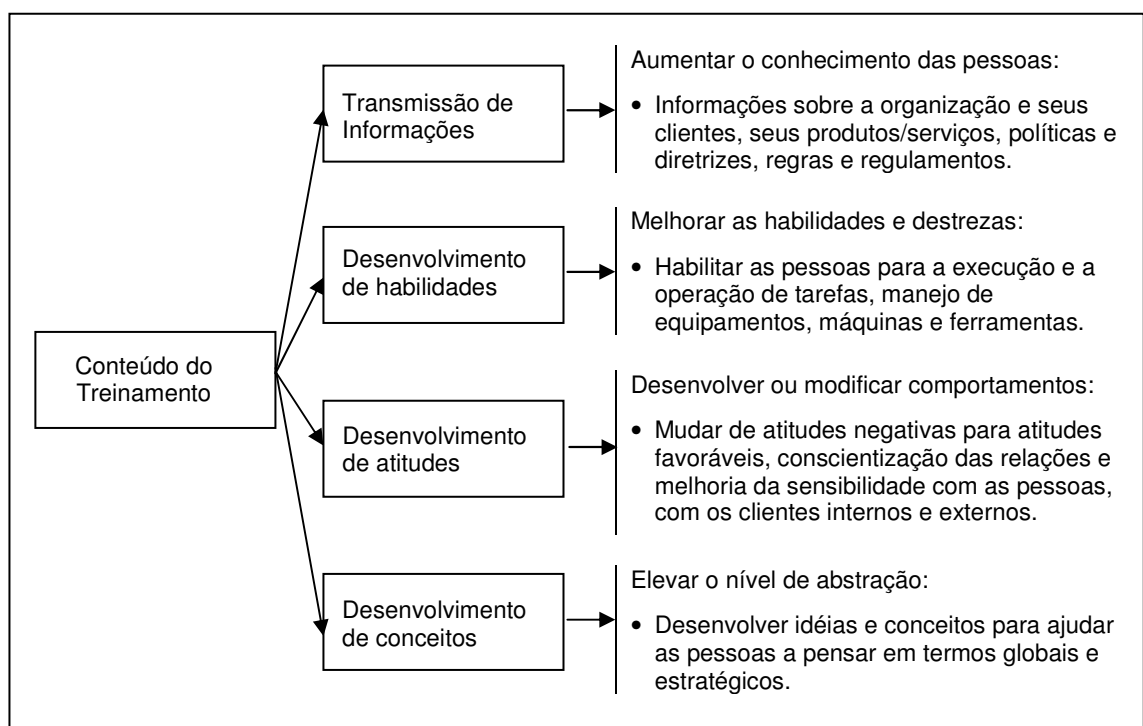 Conteúdo do
Treinamento
Transmissão de
Informações
Aumentar o conhecimento das pessoas:
• Informações sobre a organização e seus
clientes, seus produtos/serviços, políticas e
diretrizes, regras e regulamentos.
Desenvolvimento
de habilidades
Melhorar as habilidades e destrezas:
• Habilitar as pessoas para a execução e a
operação de tarefas, manejo de
equipamentos, máquinas e ferramentas.
Desenvolvimento
de atitudes
Desenvolver ou modificar comportamentos:
• Mudar de atitudes negativas para atitudes
favoráveis, conscientização das relações e
melhoria da sensibilidade com as pessoas,
com os clientes internos e externos.
Desenvolvimento
de conceitos
Elevar o nível de abstração:
• Desenvolver idéias e conceitos para ajudar
as pessoas a pensar em termos globais e
estratégicos.